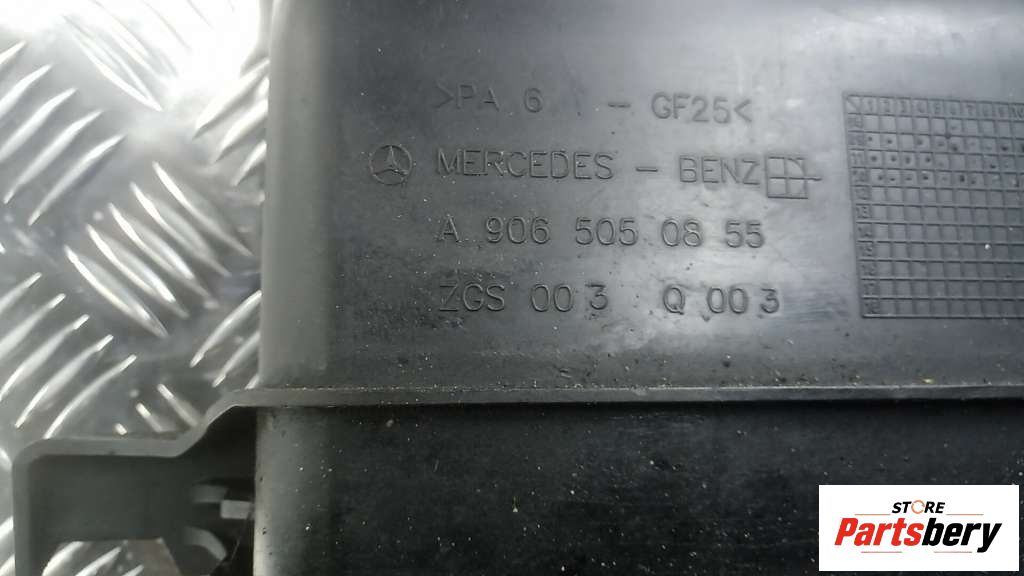 >PA 6 - GF25<
MERCEDES - BENZ
A 906 505 08 55
ZGS 003 Q 003
STORE
Partsbery